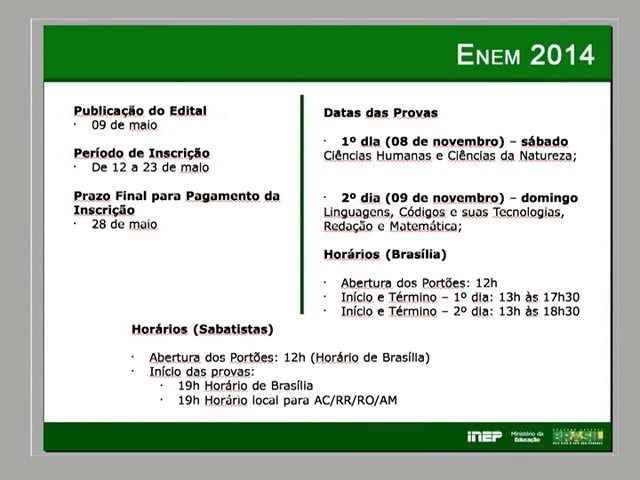 ENEM 2014
Publicação do Edital
· 09 de maio
Período de Inscrição
· De 12 a 23 de maio
Prazo Final para Pagamento da
Inscrição
· 28 de maio
Datas das Provas
· 1º dia (08 de novembro) – sábado
Ciências Humanas e Ciências da Natureza;
· 2º dia (09 de novembro) – domingo
Linguagens, Códigos e suas Tecnologias,
Redação e Matemática;
Horários (Brasília)
· Abertura dos Portões: 12h
· Início e Término – 1º dia: 13h às 17h30
· Início e Término – 2º dia: 13h às 18h30
Horários (Sabatistas)
· Abertura dos Portões: 12h (Horário de Brasília)
· Início das provas:
· 19h Horário de Brasília
· 19h Horário local para AC/RR/RO/AM
inep
Ministério da
Educação
BRASIL